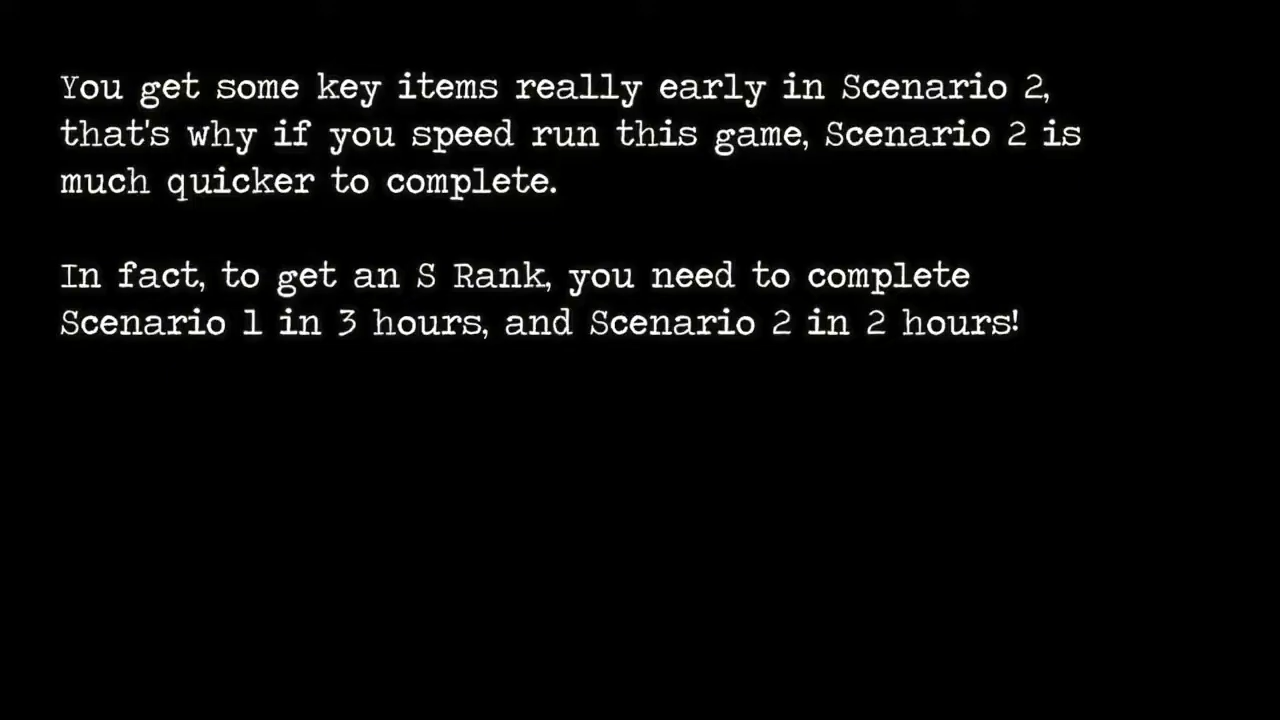 You get some key items really early in Scenario 2,
that's why if you speed run this game, Scenario 2 is
much quicker to complete.
In fact, to get an S Rank, you need to complete
Scenario 1 in 3 hours, and Scenario 2 in 2 hours!